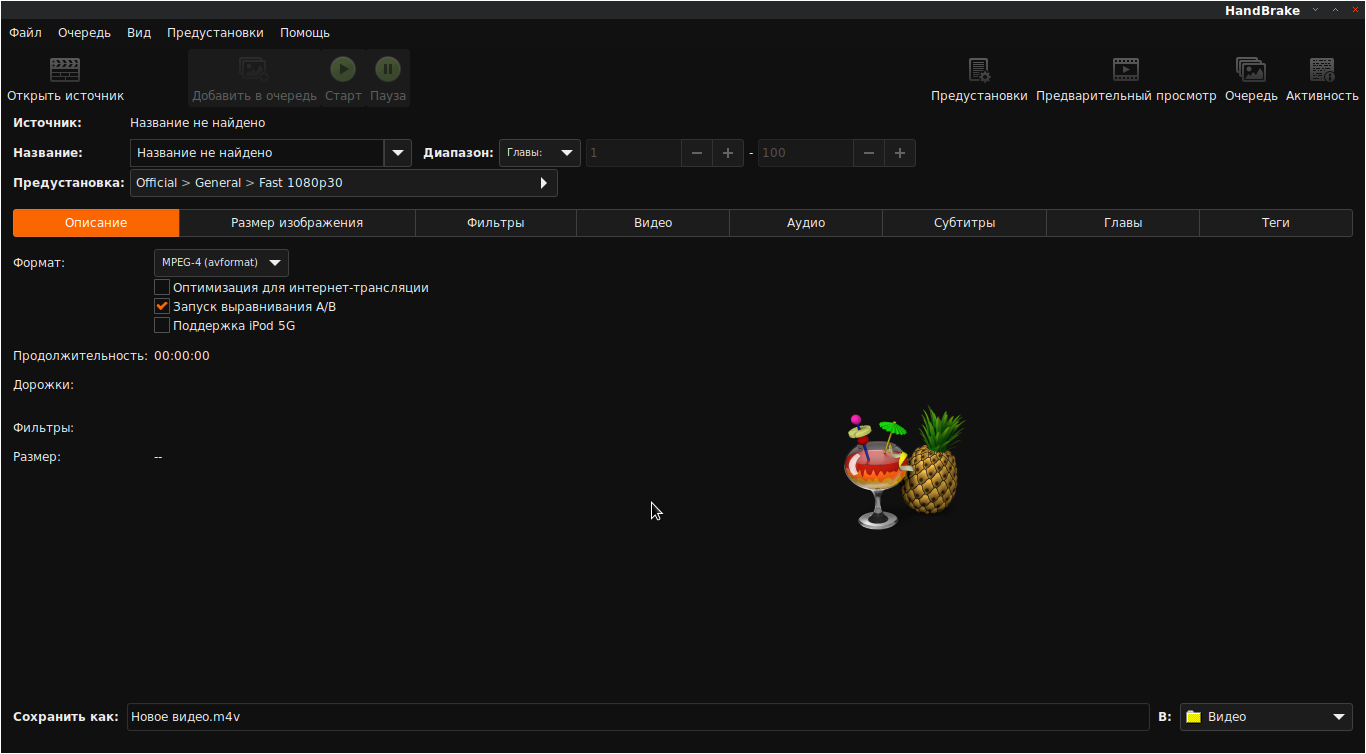 HandBrake
Файл Очередь Вид Предустановки Помощь
Открыть источник Добавить в очередь Старт Пауза Предустановки Предварительный просмотр Очередь Активность
Источник: Название не найдено
Название: Название не найдено Диапазон: Главы: 1 - 100
Предустановка: Official > General > Fast 1080p30
Описание Размер изображения Фильтры Видео Аудио Субтитры Главы Теги
Формат: MPEG-4 (avformat)
Оптимизация для интернет-трансляции
Запуск выравнивания A/B
Поддержка iPod 5G
Продолжительность: 00:00:00
Дорожки:
Фильтры:
Размер: --
Сохранить как: Новое видео.m4v В: Видео